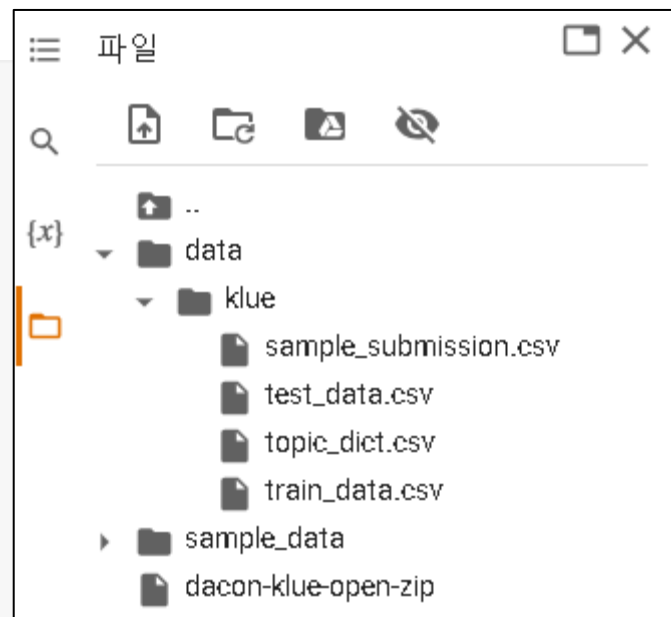 파일
{x}
..
data
klue
sample_submission.csv
test_data.csv
topic_dict.csv
train_data.csv
sample_data
dacon-klue-open-zip